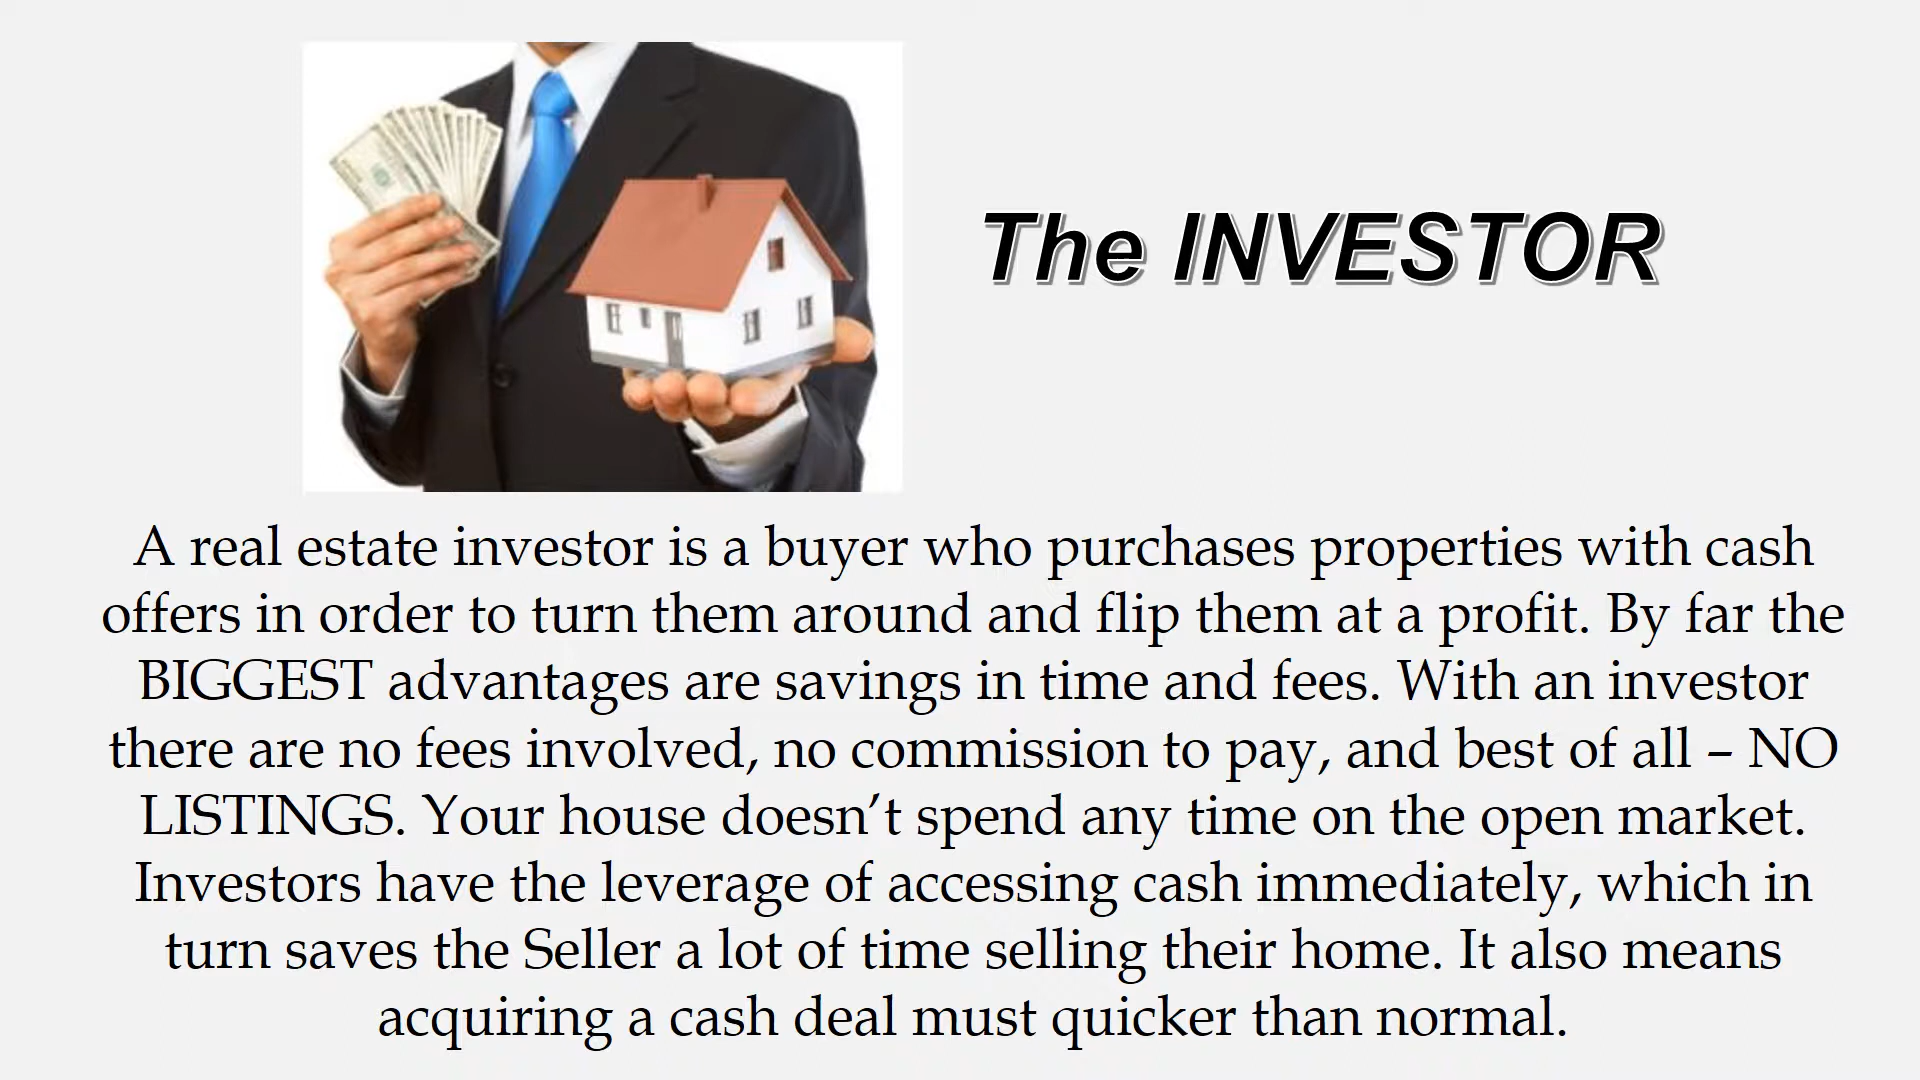 The INVESTOR
A real estate investor is a buyer who purchases properties with cash
offers in order to turn them around and flip them at a profit. By far the
BIGGEST advantages are savings in time and fees. With an investor
there are no fees involved, no commission to pay, and best of all – NO
LISTINGS. Your house doesn’t spend any time on the open market.
Investors have the leverage of accessing cash immediately, which in
turn saves the Seller a lot of time selling their home. It also means
acquiring a cash deal must quicker than normal.